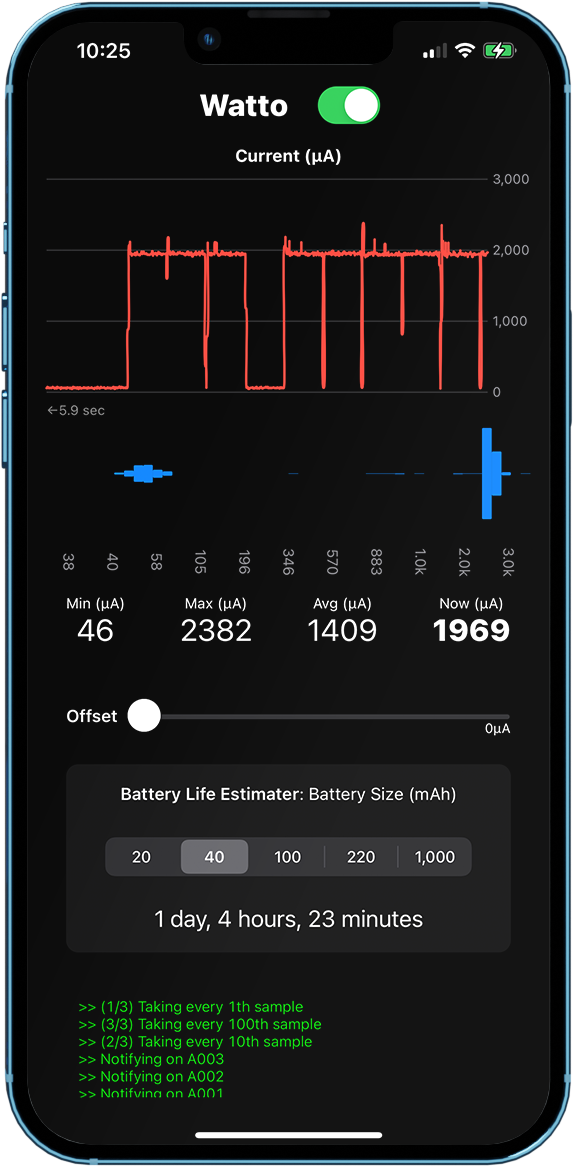 10:25
Watto
Current (µA)
3,000
2,000
1,000
0
←5.9 sec
38 40 58 105 196 346 570 883 1.0k 2.0k 3.0k
Min (µA) Max (µA) Avg (µA) Now (µA)
46 2382 1409 1969
Offset
0µA
Battery Life Estimater: Battery Size (mAh)
20 40 100 220 1,000
1 day, 4 hours, 23 minutes
>> (1/3) Taking every 1th sample
>> (3/3) Taking every 100th sample
>> (2/3) Taking every 10th sample
>> Notifying on A003
>> Notifying on A002
>> Notifying on A001